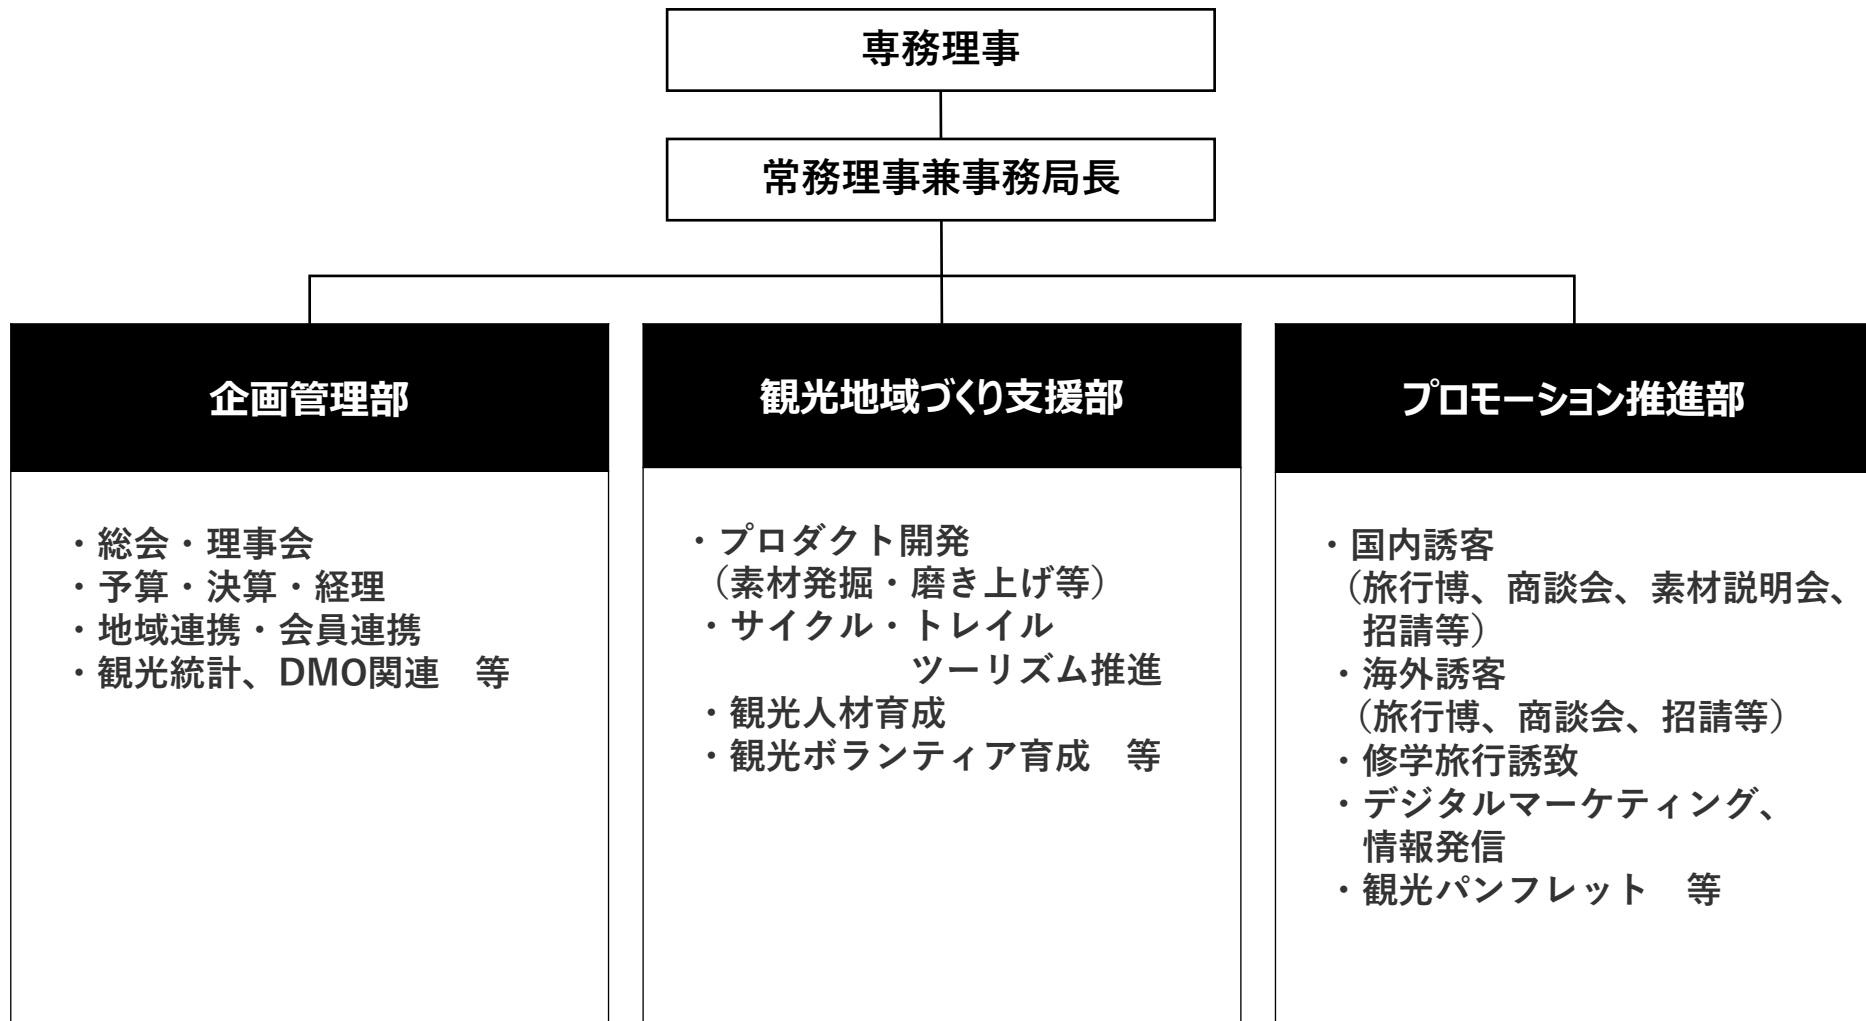 専務理事
常務理事兼事務局長
企画管理部
・総会・理事会
・予算・決算・経理
・地域連携・会員連携
・観光統計、DMO関連　等
観光地域づくり支援部
・プロダクト開発
（素材発掘・磨き上げ等）
・サイクル・トレイル
ツーリズム推進
・観光人材育成
・観光ボランティア育成　等
プロモーション推進部
・国内誘客
（旅行博、商談会、素材説明会、
招請等）
・海外誘客
（旅行博、商談会、招請等）
・修学旅行誘致
・デジタルマーケティング、
情報発信
・観光パンフレット　等